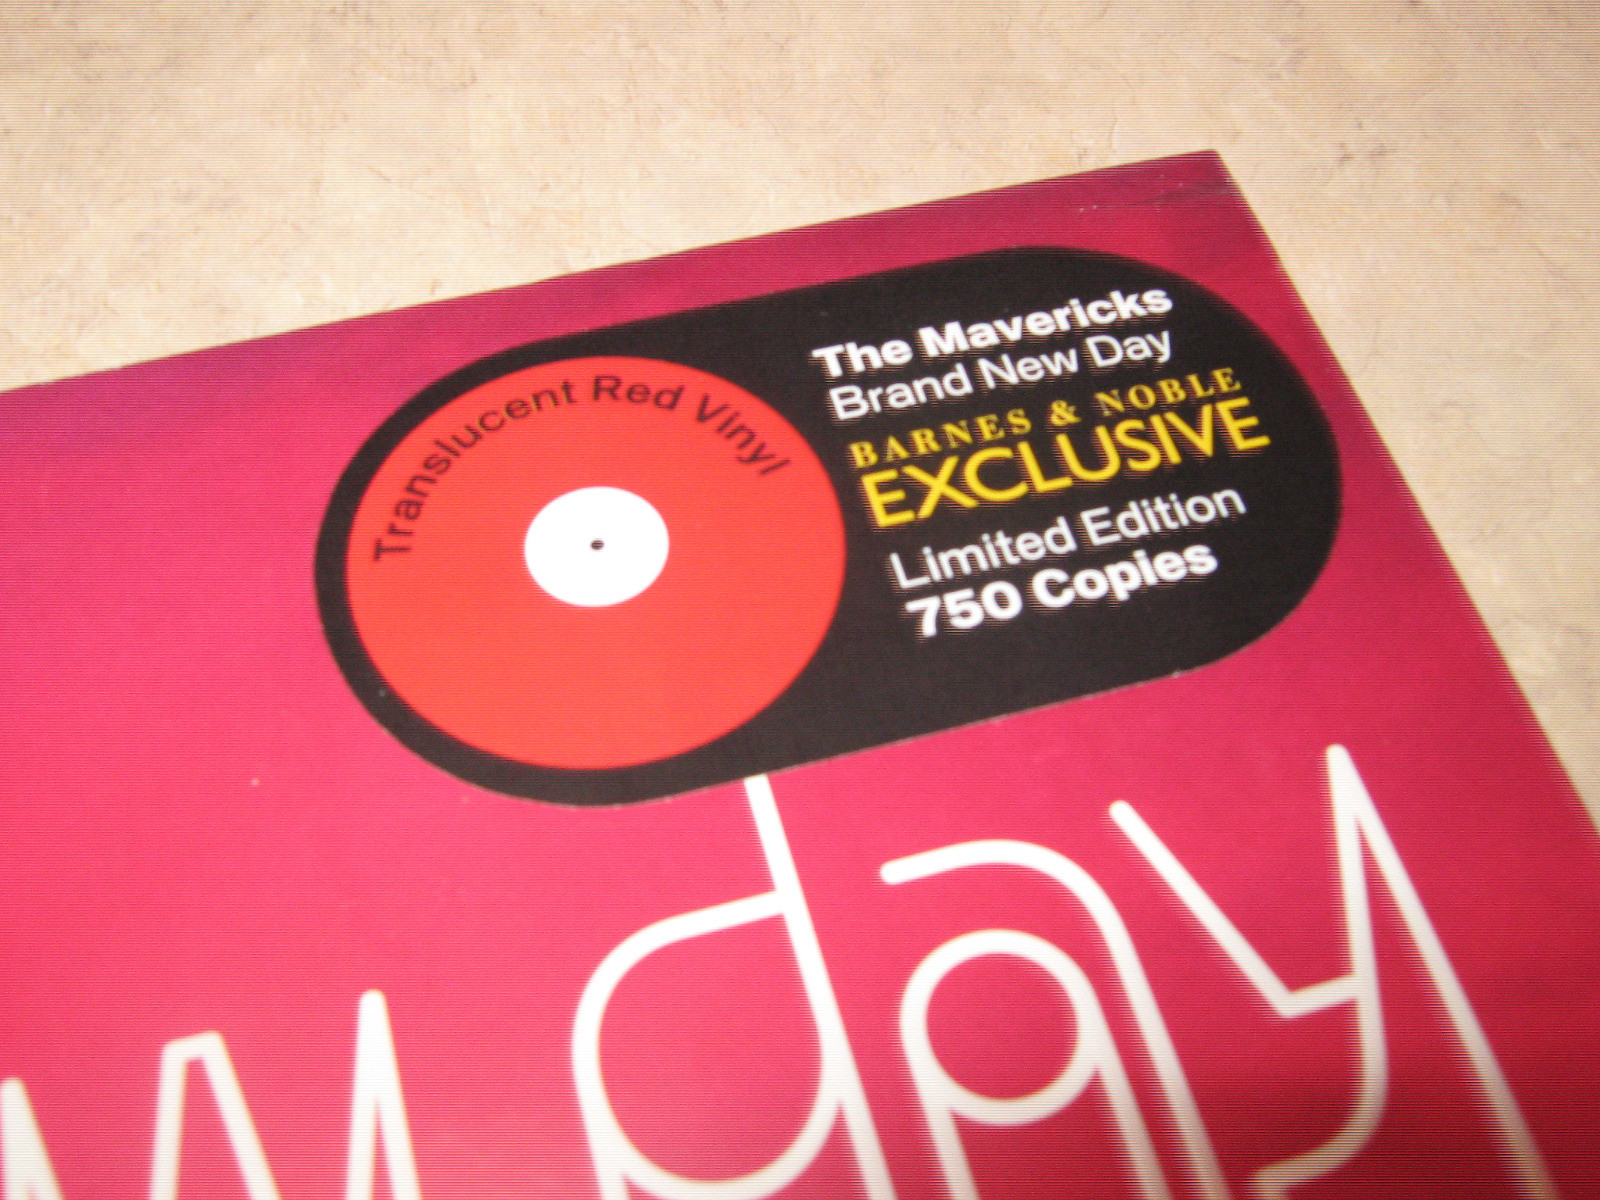 Translucent Red Vinyl
The Mavericks
Brand New Day
BARNES & NOBLE
EXCLUSIVE
Limited Edition
750 Copies
day